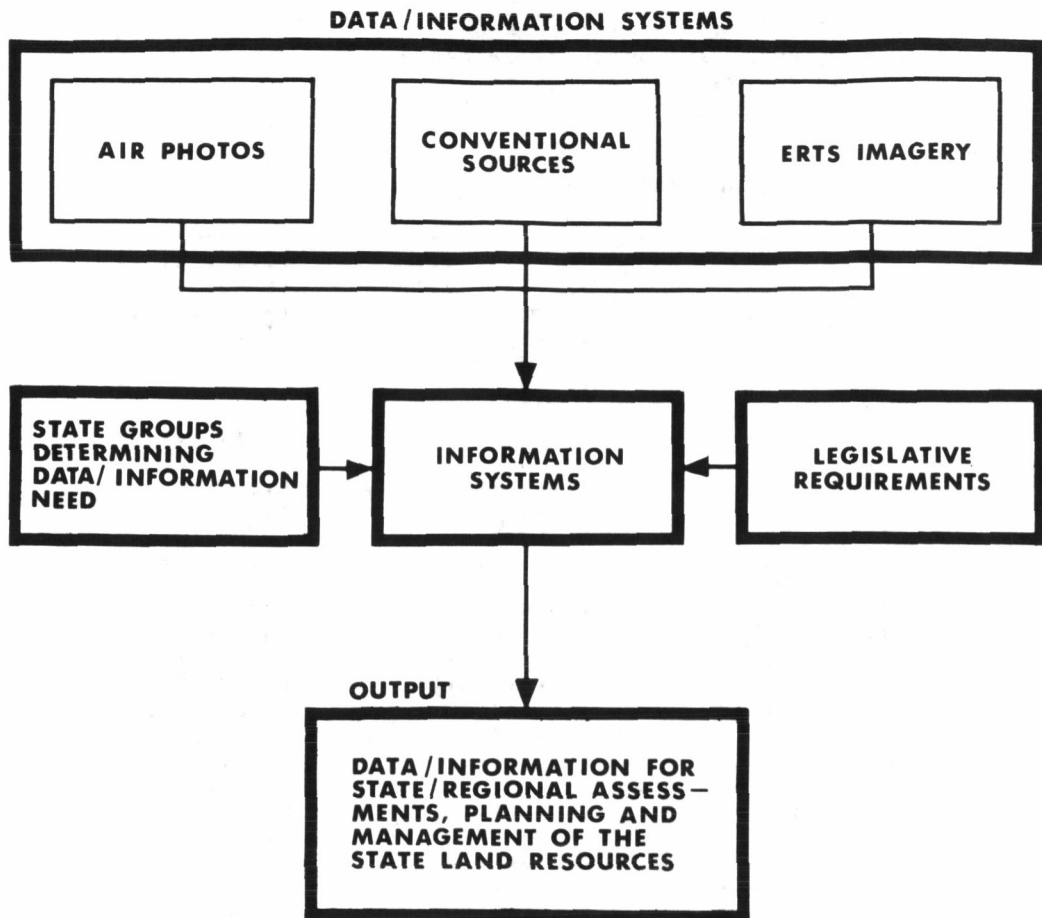 DATA/INFORMATION SYSTEMS
AIR PHOTOS
CONVENTIONAL
SOURCES
ERTS IMAGERY
STATE GROUPS
DETERMINING
DATA/ INFORMATION
NEED
INFORMATION
SYSTEMS
LEGISLATIVE
REQUIREMENTS
OUTPUT
DATA/INFORMATION FOR
STATE/REGIONAL ASSESS–
MENTS, PLANNING AND
MANAGEMENT OF THE
STATE LAND RESOURCES